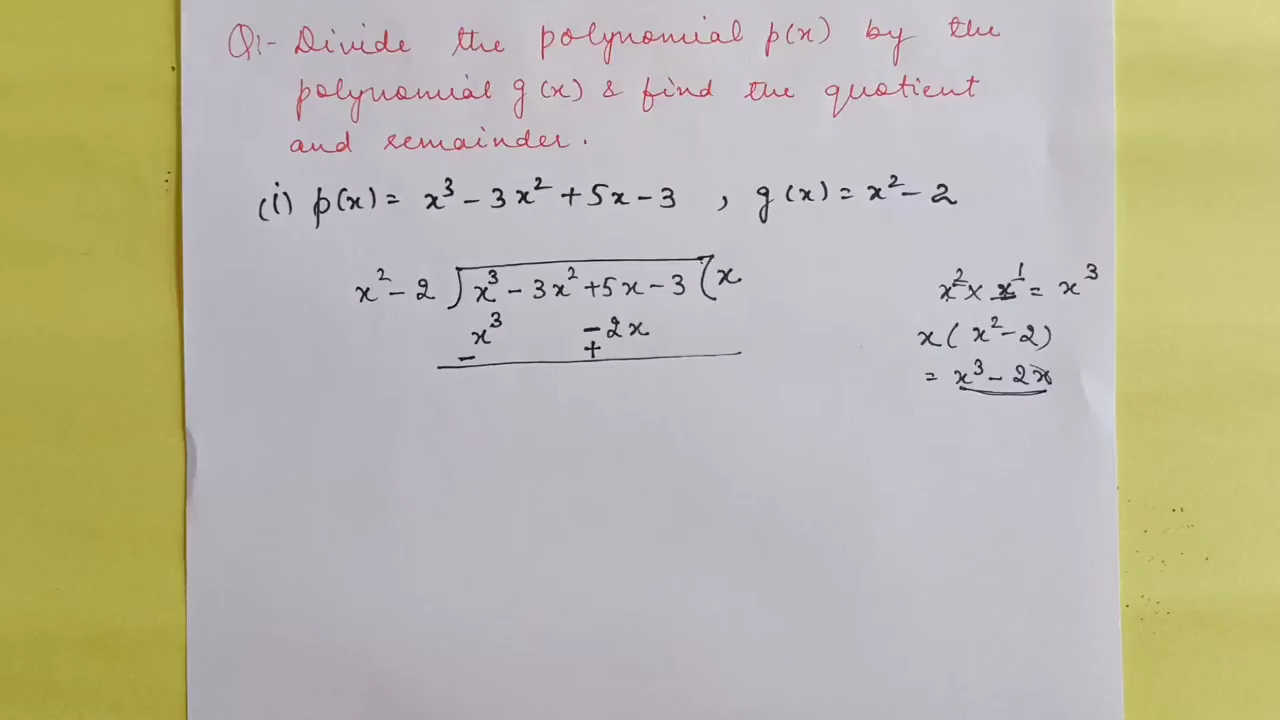 Q:- Divide the polynomial p(x) by the
polynomial g(x) & find the quotient
and remainder.
(i) p(x) = x³ - 3x² + 5x - 3 , g(x) = x² - 2
x² - 2 ) x³ - 3x² + 5x - 3 ( x
x³ - 2x
- +
x² × x¹ = x³
x ( x² - 2)
= x³ - 2x